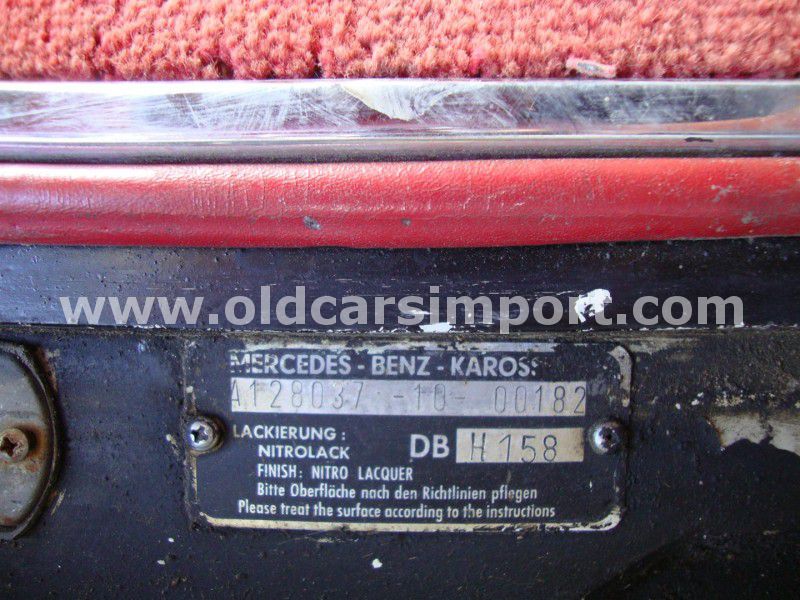 www.oldcarsimport.com
MERCEDES - BENZ - KAROSS
A128037 -10- 00182
LACKIERUNG :
NITROLACK
DB H 158
FINISH: NITRO LACQUER
Bitte Oberfläche nach den Richtlinien pflegen
Please treat the surface according to the instructions